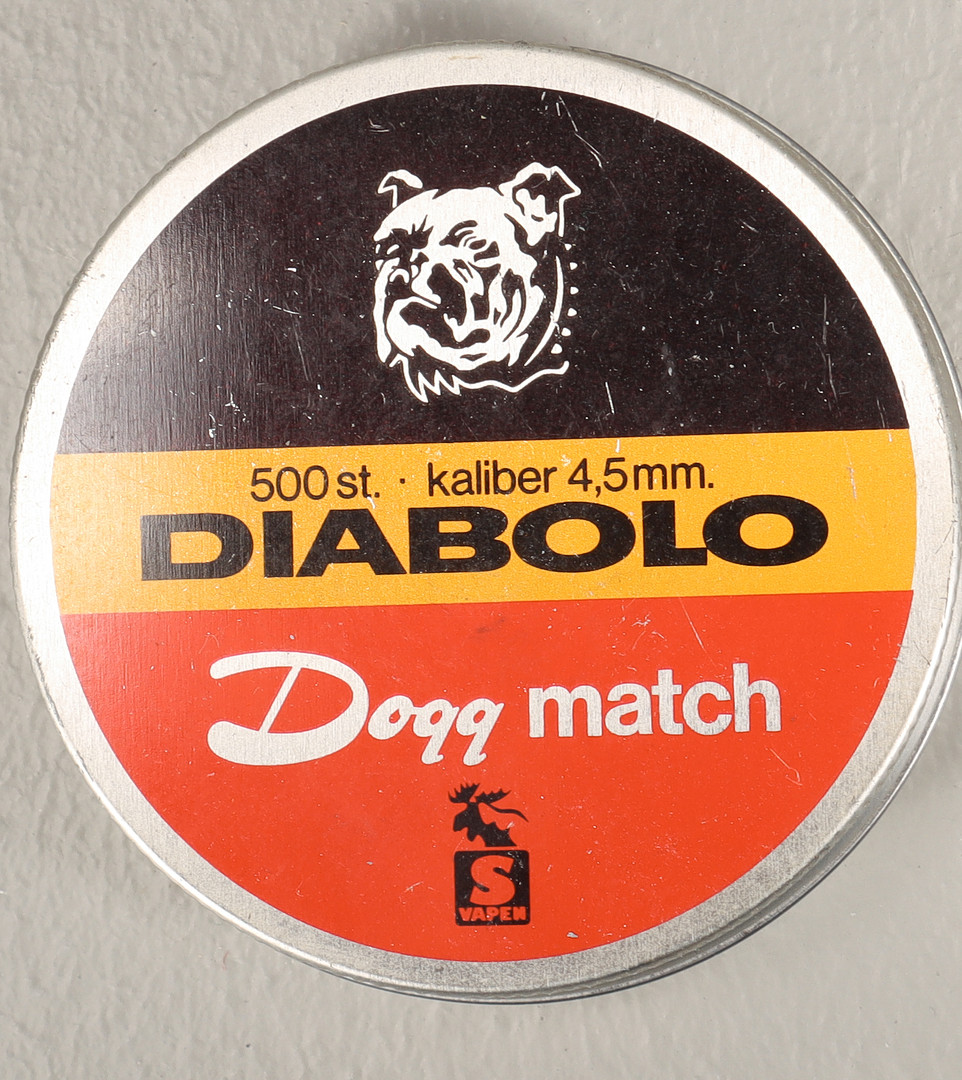 500 st. · kaliber 4,5 mm.
DIABOLO
Dogg match
S
VAPEN